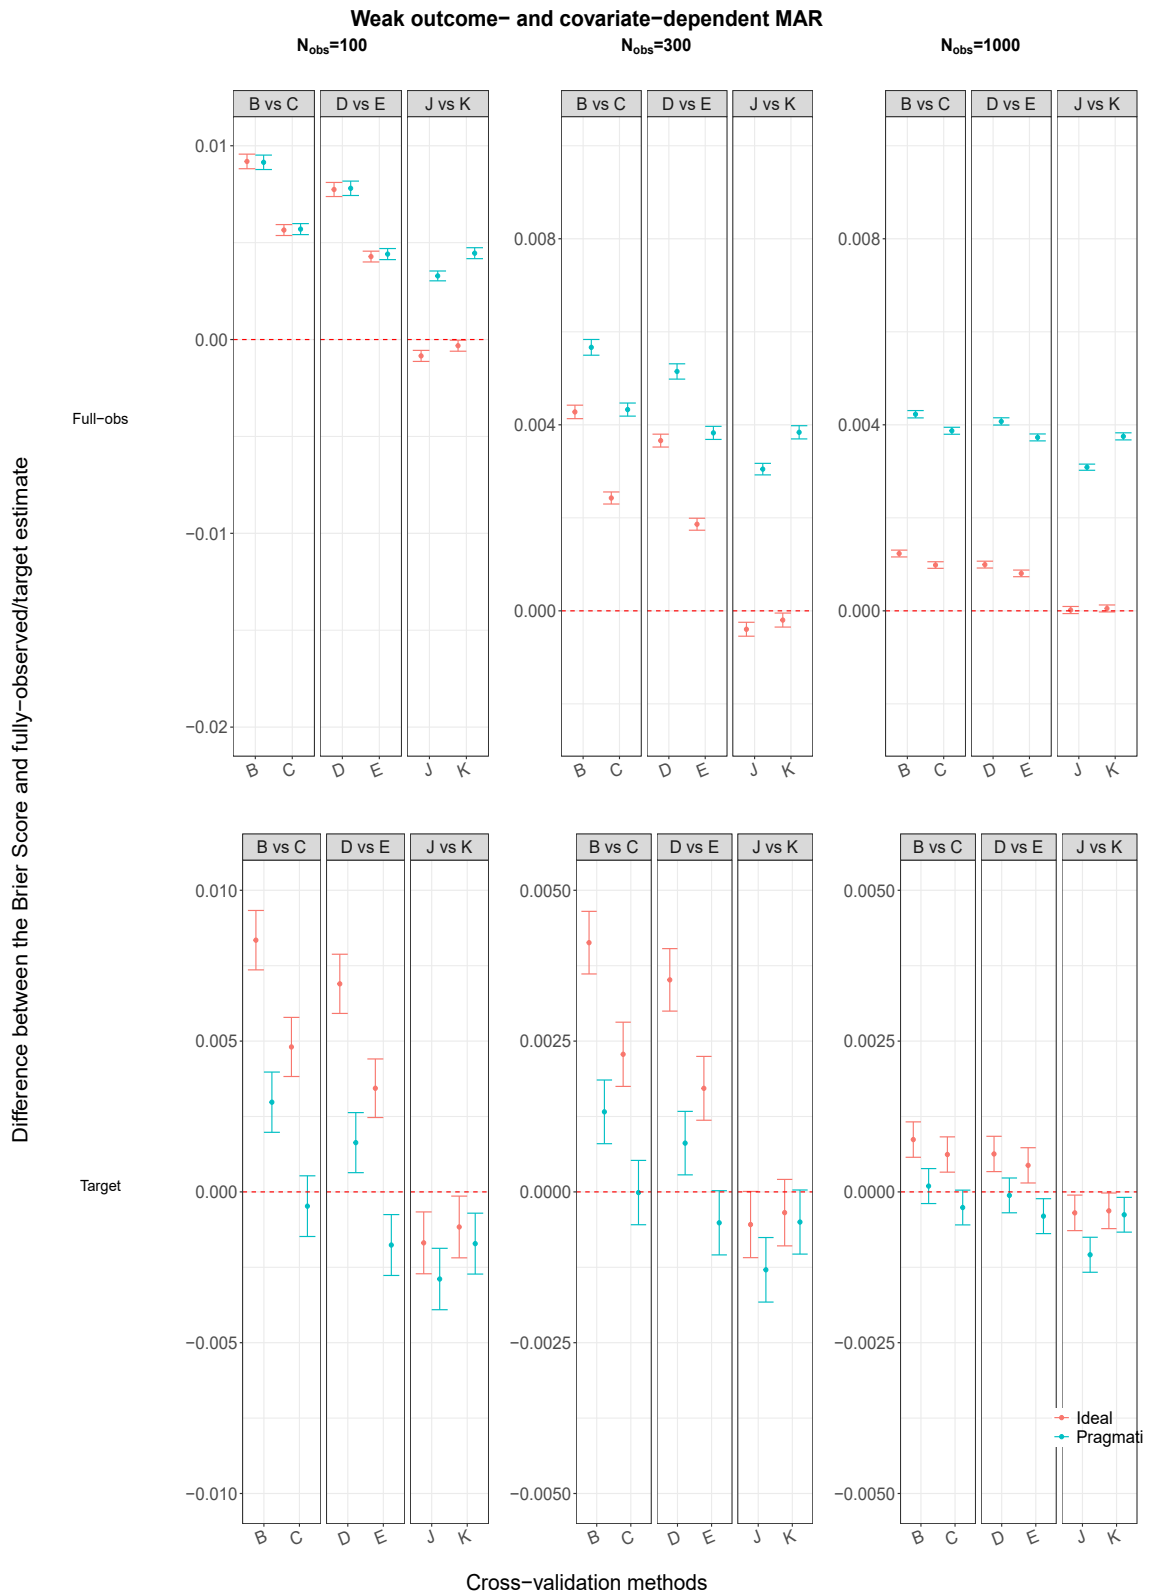 Weak outcome− and covariate−dependent MAR
Nobs=100 Nobs=300 Nobs=1000
B vs C D vs E J vs K B vs C D vs E J vs K B vs C D vs E J vs K
0.01
0.00
−0.01
−0.02
0.008
0.004
0.000
0.008
0.004
0.000
Full−obs
B C D E J K B C D E J K B C D E J K
Difference between the Brier Score and fully−observed/target estimate
B vs C D vs E J vs K B vs C D vs E J vs K B vs C D vs E J vs K
0.010
0.005
0.000
−0.005
−0.010
0.0050
0.0025
0.0000
−0.0025
−0.0050
0.0050
0.0025
0.0000
−0.0025
−0.0050
Target
Ideal
Pragmati
B C D E J K B C D E J K B C D E J K
Cross−validation methods